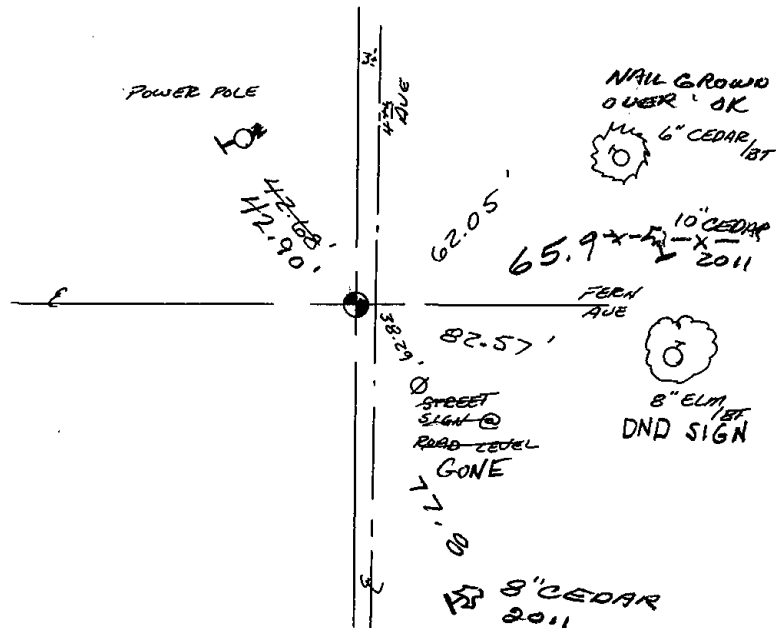 POWER POLE
4th
AVE
NAIL GROWN
OVER OK
6" CEDAR/BT
42.68'
42.90'
62.05'
65.9
10" CEDAR
2011
FERN
AVE
38.29'
82.57'
STREET
SIGN @
ROAD LEVEL
GONE
8" ELM/BT
DND SIGN
77.8
8" CEDAR
2011